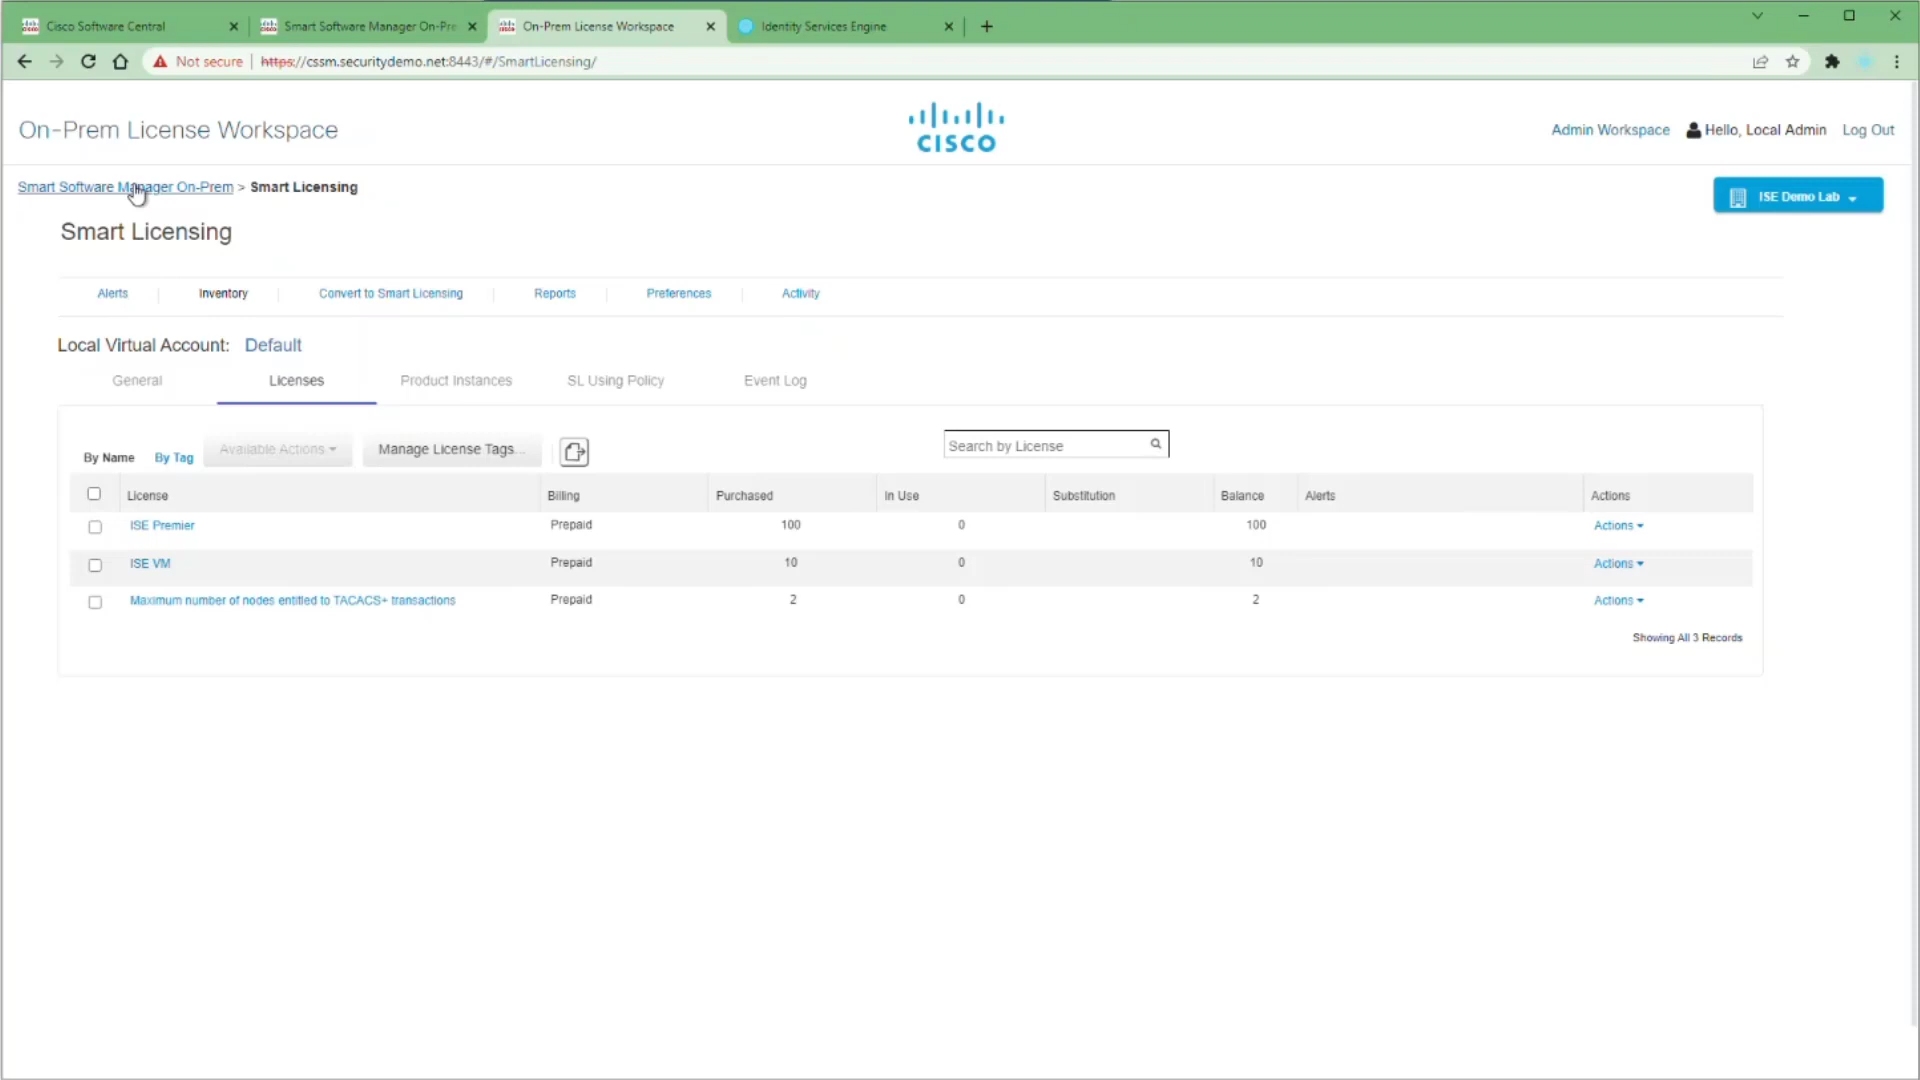 Cisco Software Central
Smart Software Manager On-Pre
On-Prem License Workspace
Identity Services Engine
Not secure https://cssm.securitydemo.net:8443/#/SmartLicensing/
On-Prem License Workspace
CISCO
Admin Workspace Hello, Local Admin Log Out
Smart Software Manager On-Prem > Smart Licensing
ISE Demo Lab
Smart Licensing
Alerts Inventory Convert to Smart Licensing Reports Preferences Activity
Local Virtual Account: Default
General Licenses Product Instances SL Using Policy Event Log
By Name By Tag Available Actions Manage License Tags... Search by License
License Billing Purchased In Use Substitution Balance Alerts Actions
ISE Premier Prepaid 100 0 100 Actions
ISE VM Prepaid 10 0 10 Actions
Maximum number of nodes entitled to TACACS+ transactions Prepaid 2 0 2 Actions
Showing All 3 Records